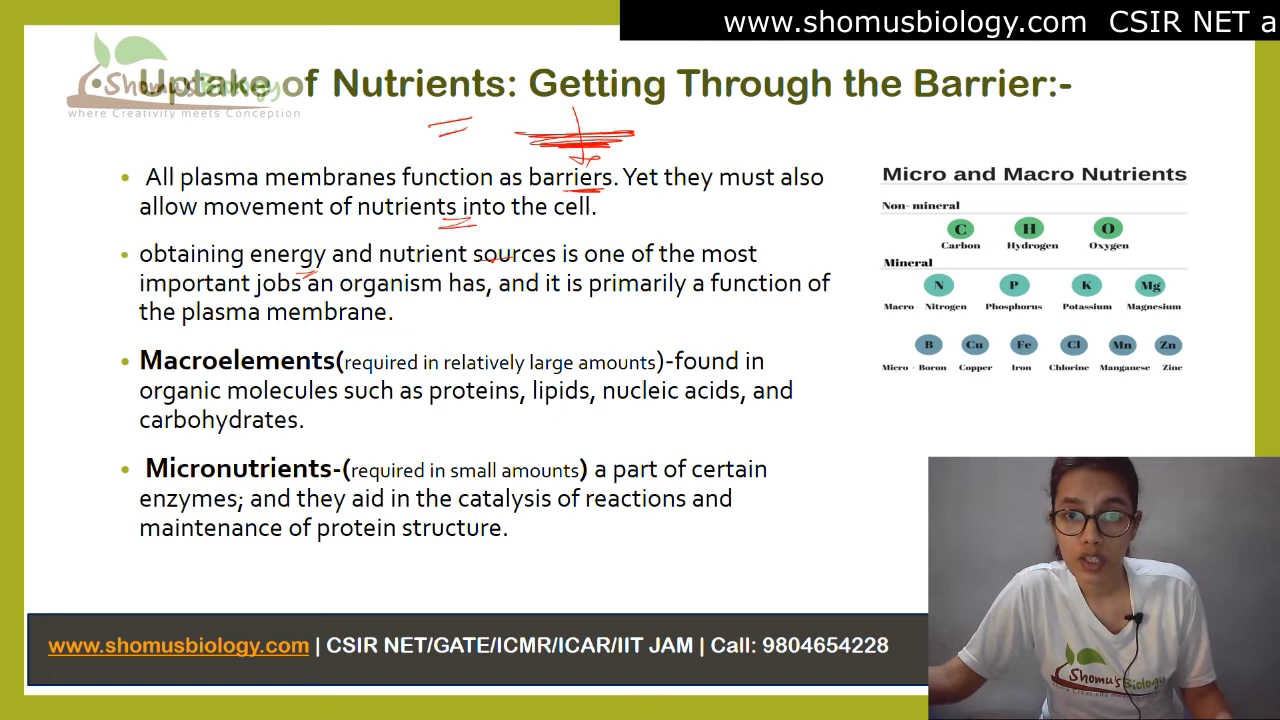 www.shomusbiology.com CSIR NET a
Shomu's Biology
where Creativity meets Conception
Uptake of Nutrients: Getting Through the Barrier:-
• All plasma membranes function as barriers. Yet they must also
allow movement of nutrients into the cell.
• obtaining energy and nutrient sources is one of the most
important jobs an organism has, and it is primarily a function of
the plasma membrane.
• Macroelements(required in relatively large amounts)-found in
organic molecules such as proteins, lipids, nucleic acids, and
carbohydrates.
• Micronutrients-(required in small amounts) a part of certain
enzymes; and they aid in the catalysis of reactions and
maintenance of protein structure.
Micro and Macro Nutrients
Non-mineral
C H O
Carbon Hydrogen Oxygen
Mineral
N P K Mg
Macro - Nitrogen Phosphorus Potassium Magnesium
B Cu Fe Cl Mn Zn
Micro - Boron Copper Iron Chlorine Manganese Zinc
www.shomusbiology.com | CSIR NET/GATE/ICMR/ICAR/IIT JAM | Call: 9804654228
Shomu's Biology